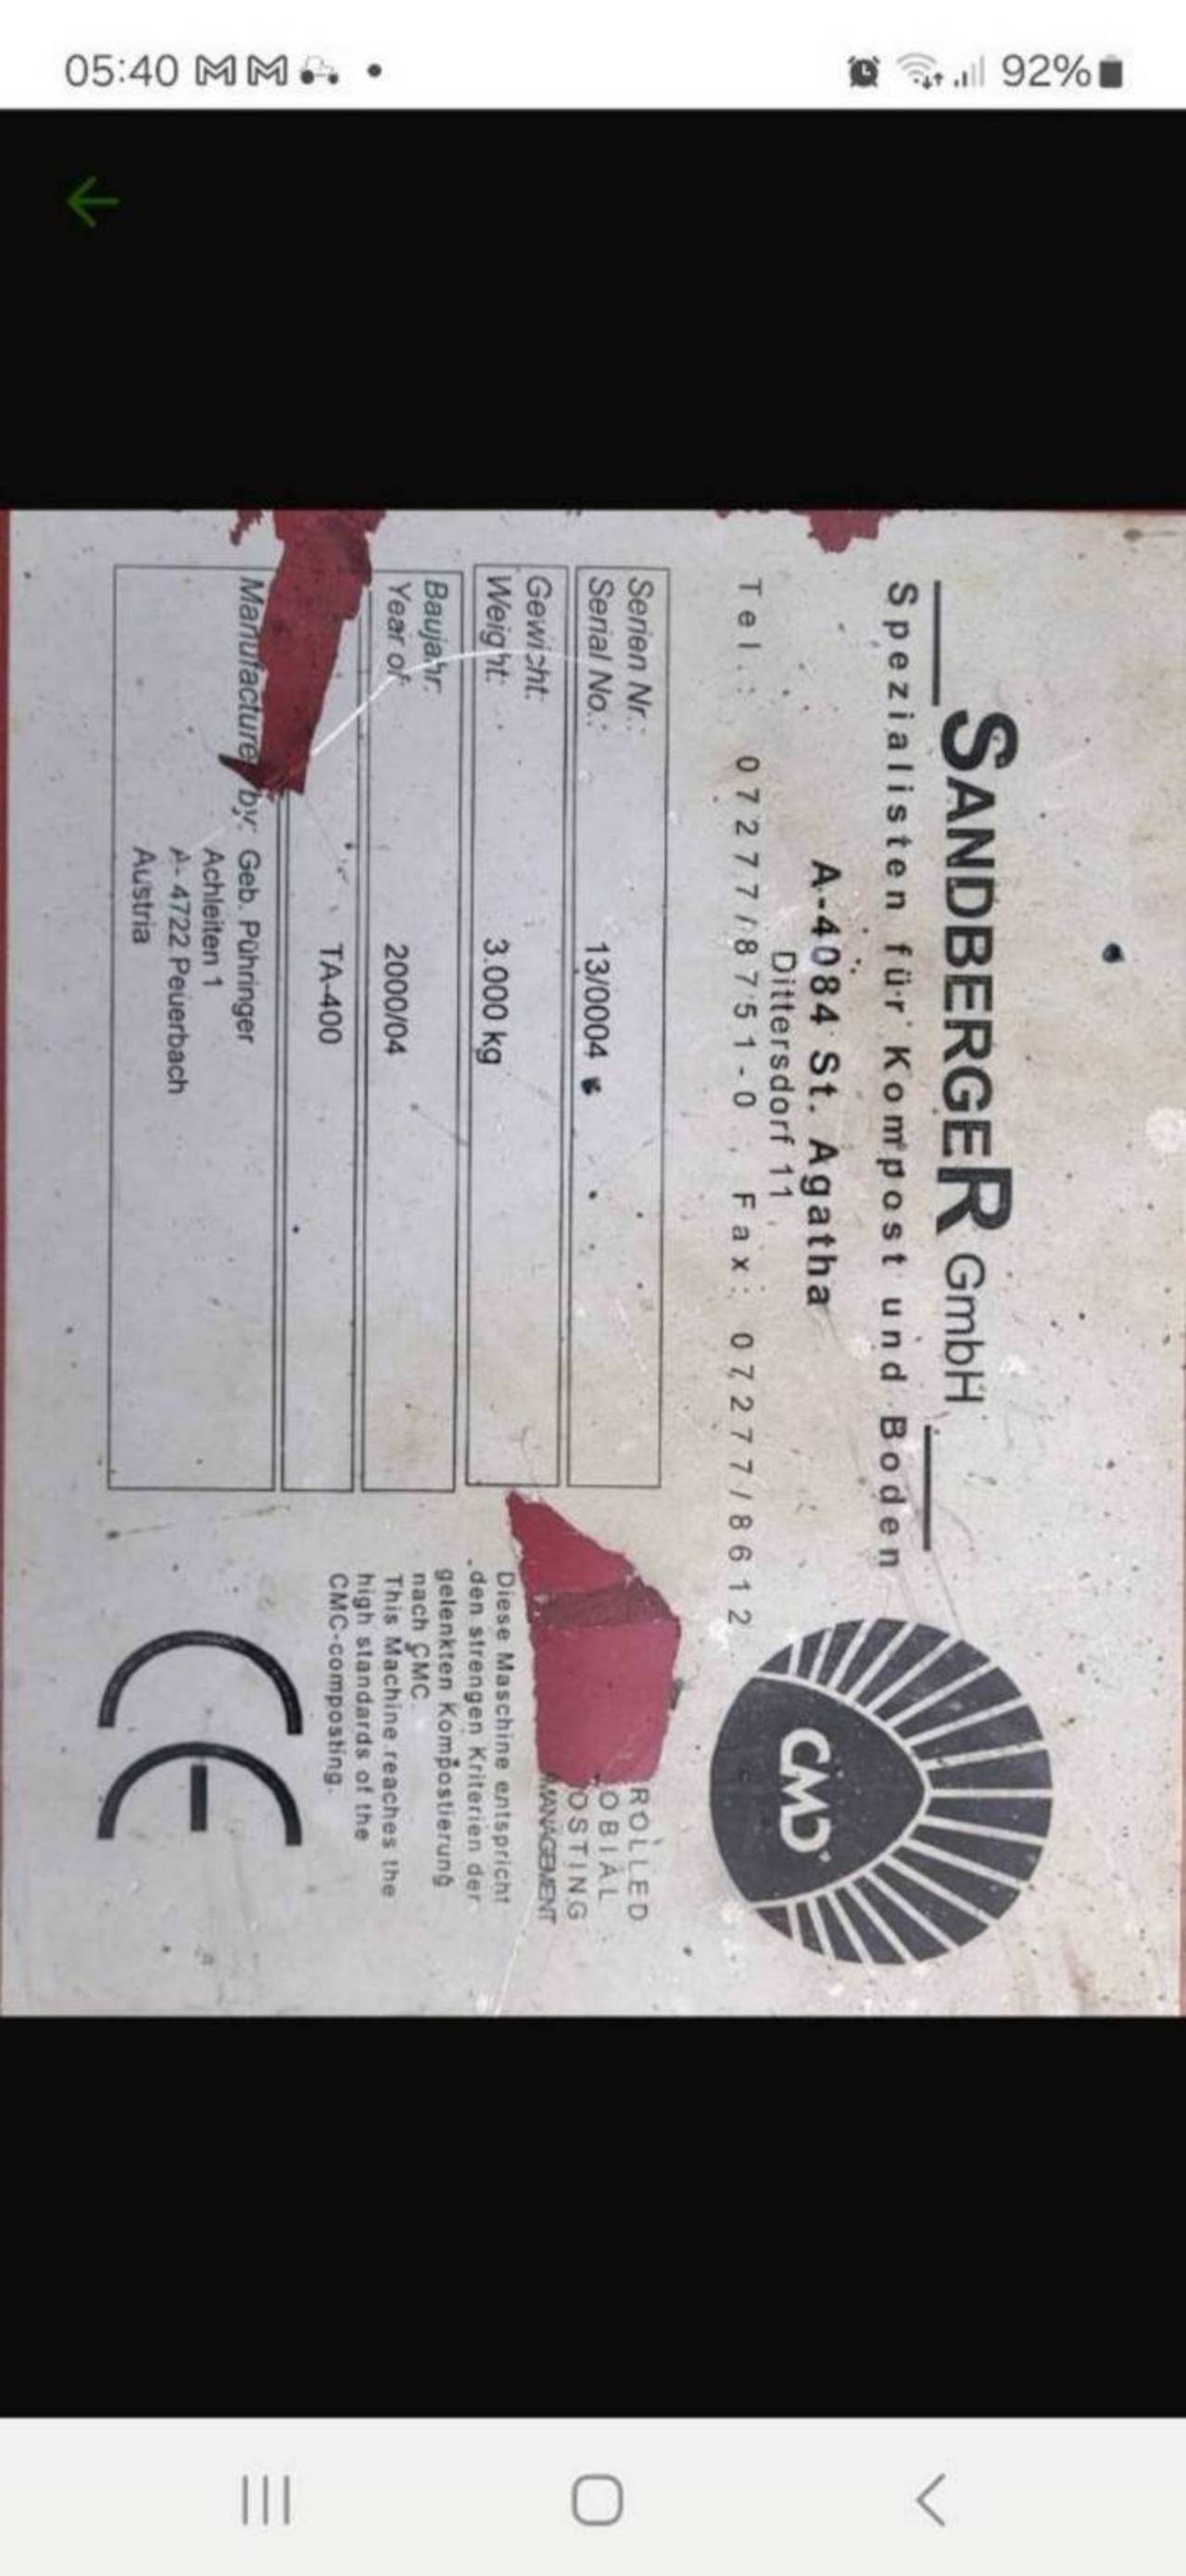 05:40
92%
SANDBERGER GmbH
Spezialisten für Kompost und Boden
A-4084 St. Agatha
Dittersdorf 11
Tel.: 07277/8751-0, Fax: 07277/8612
CMC
Serien Nr.:
Serial No.: 13/0004
Gewicht:
Weight: 3.000 kg
Baujahr:
Year of 2000/04
TA-400
Manufacture by: Geb. Pühringer
Achleiten 1
A-4722 Peuerbach
Austria
ROLLED
OBIAL
OSTING
MANAGEMENT
Diese Maschine entspricht
den strengen Kriterien der
gelenkten Kompostierung
nach CMC
This Machine reaches the
high standards of the
CMC-composting.
CE